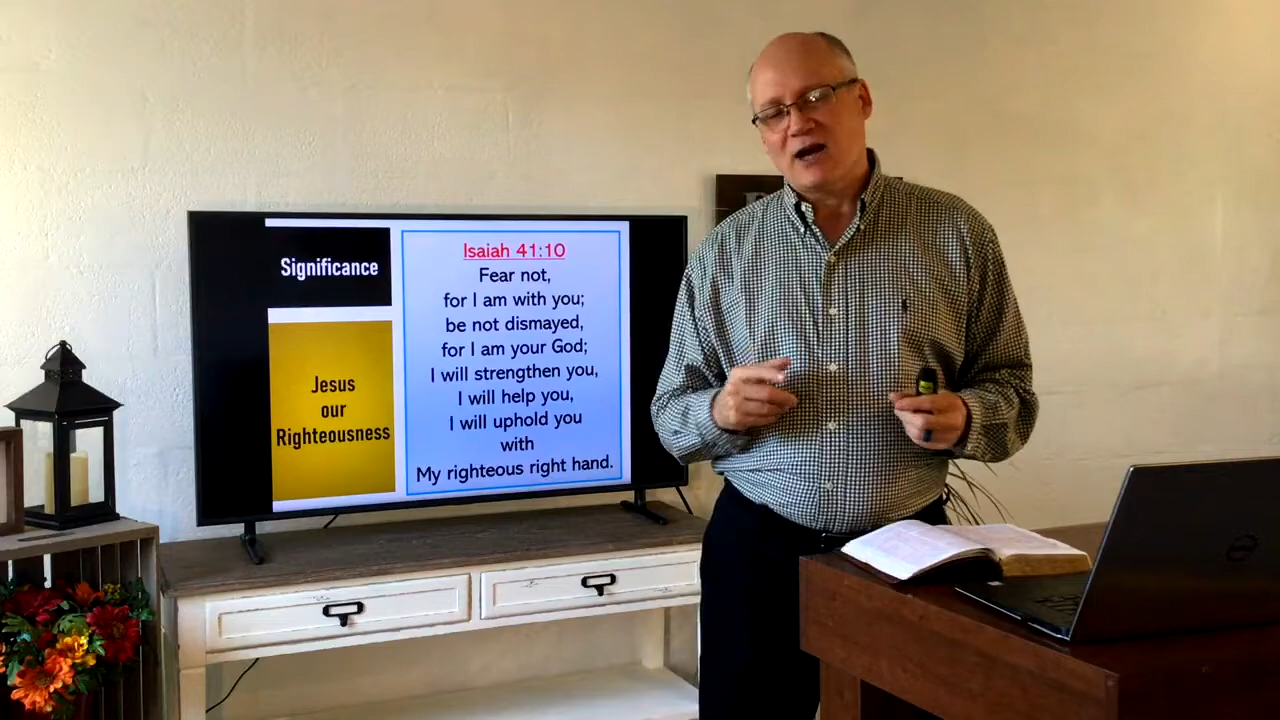 Significance
Jesus
our
Righteousness
Isaiah 41:10
Fear not,
for I am with you;
be not dismayed,
for I am your God;
I will strengthen you,
I will help you,
I will uphold you
with
My righteous right hand.